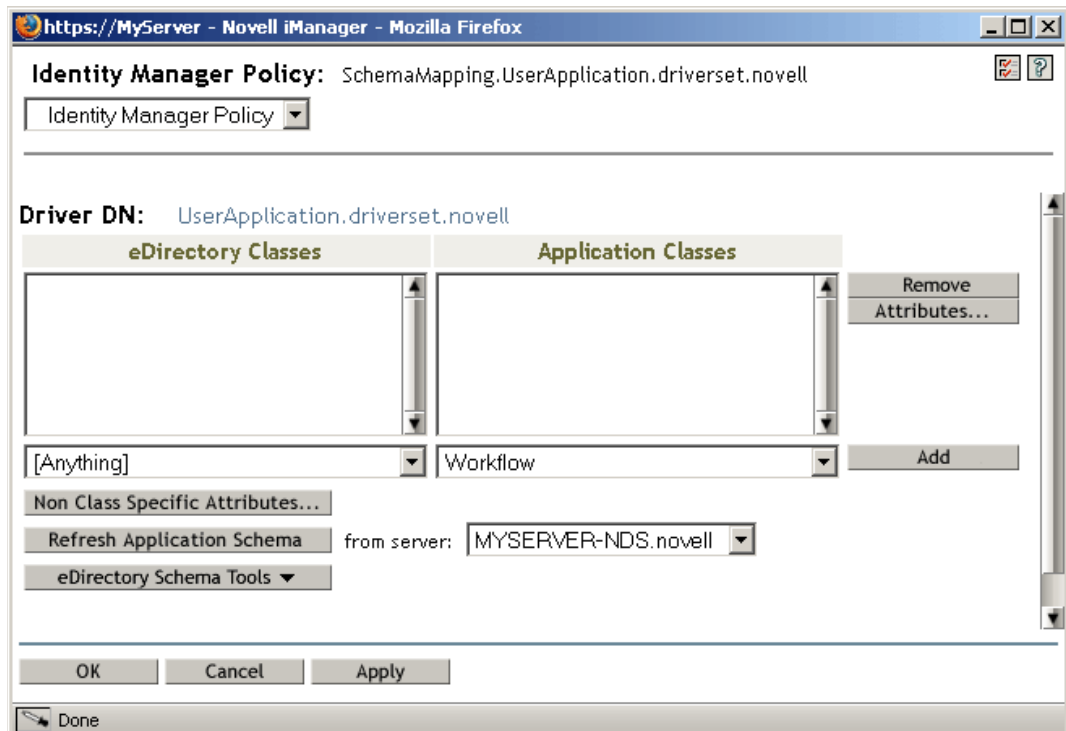 https://MyServer - Novell iManager - Mozilla Firefox
Identity Manager Policy: SchemaMapping.UserApplication.driverset.novell
?
Identity Manager Policy
Driver DN: UserApplication.driverset.novell
eDirectory Classes Application Classes
Remove
Attributes...
[Anything] Workflow Add
Non Class Specific Attributes...
Refresh Application Schema from server: MYSERVER-NDS.novell
eDirectory Schema Tools
OK Cancel Apply
Done